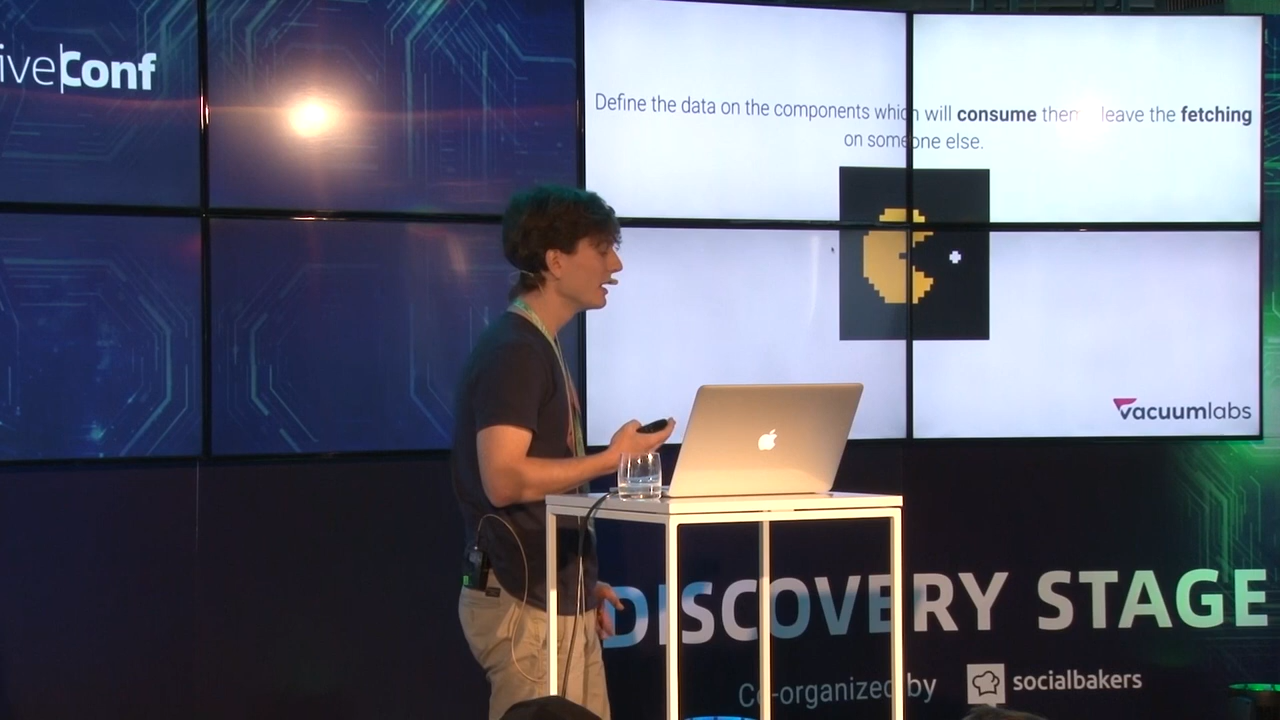 iveConf
Define the data on the components which will consume them leave the fetching
on someone else.
vacuumlabs
DISCOVERY STAGE
Co-organized by socialbakers